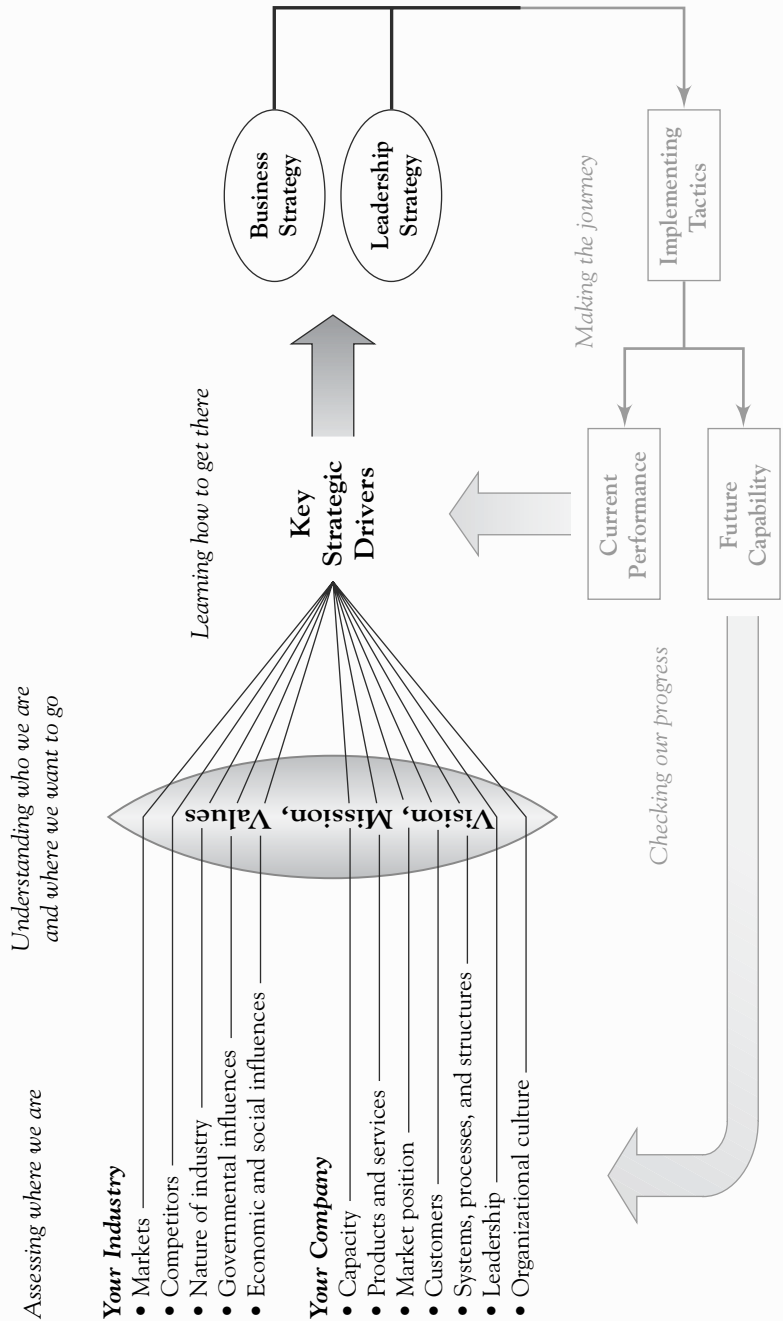 Assessing where we are
Understanding who we are
and where we want to go
Learning how to get there
Your Industry
• Markets
• Competitors
• Nature of industry
• Governmental influences
• Economic and social influences
Your Company
• Capacity
• Products and services
• Market position
• Customers
• Systems, processes, and structures
• Leadership
• Organizational culture
Vision, Mission, Values
Key
Strategic
Drivers
Business
Strategy
Leadership
Strategy
Making the journey
Implementing
Tactics
Current
Performance
Future
Capability
Checking our progress